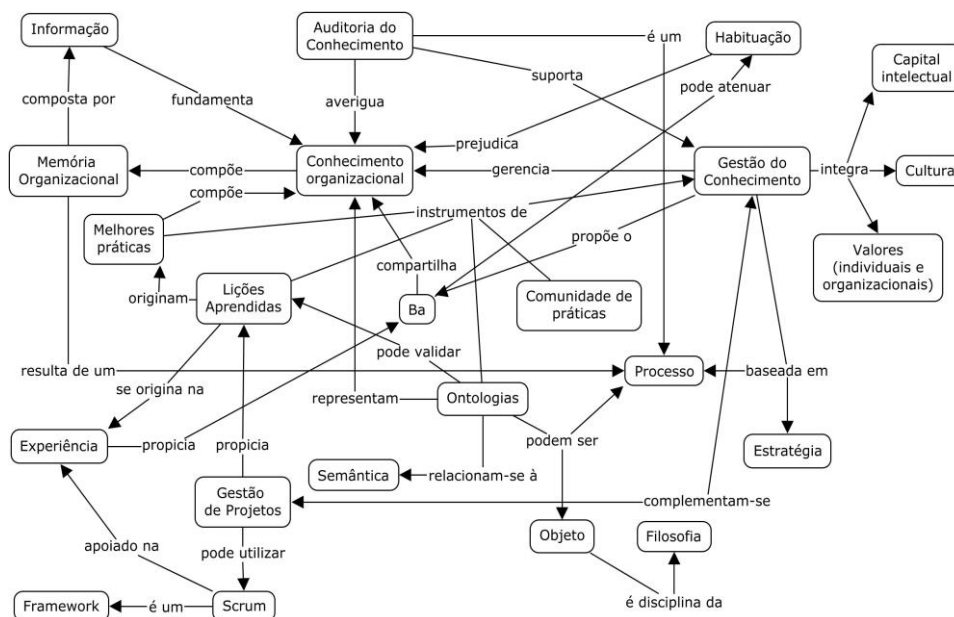 Informação
Auditoria do
Conhecimento
é um
Habituação
Capital
intelectual
suporta
pode atenuar
composta por
fundamenta
averigua
prejudica
Memória
Organizacional
compõe
Conhecimento
organizacional
gerencia
Gestão do
Conhecimento
integra
Cultura
compõe
Melhores
práticas
instrumentos de
propõe o
Valores
(individuais e
organizacionais)
compartilha
originam
Lições
Aprendidas
Ba
Comunidade de
práticas
pode validar
resulta de um
Processo
baseada em
se origina na
representam
Ontologias
Experiência
propicia
propicia
podem ser
Estratégia
Semântica
relacionam-se à
Gestão
de Projetos
complementam-se
Objeto
Filosofia
apoiado na
pode utilizar
Framework
é um
Scrum
é disciplina da